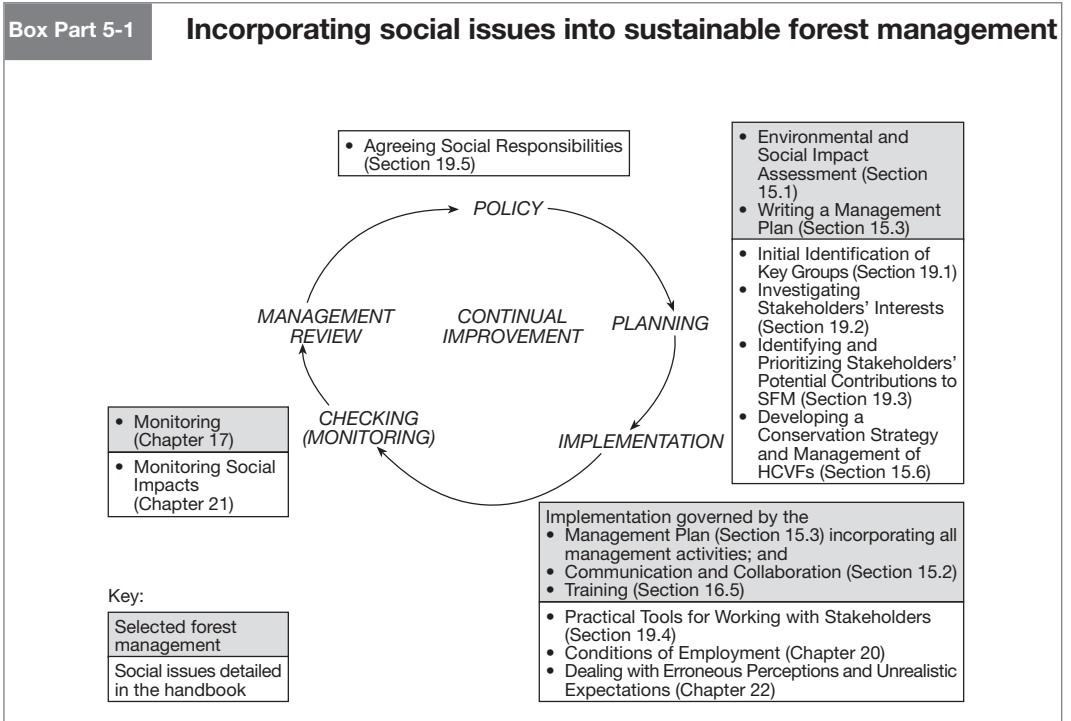 Box Part 5-1
Incorporating social issues into sustainable forest management
• Agreeing Social Responsibilities
(Section 19.5)
• Environmental and
Social Impact
Assessment (Section
15.1)
• Writing a Management
Plan (Section 15.3)
• Initial Identification of
Key Groups (Section 19.1)
• Investigating
Stakeholders' Interests
(Section 19.2)
• Identifying and
Prioritizing Stakeholders'
Potential Contributions to
SFM (Section 19.3)
• Developing a
Conservation Strategy
and Management of
HCVFs (Section 15.6)
POLICY
MANAGEMENT
REVIEW
CONTINUAL
IMPROVEMENT
PLANNING
CHECKING
(MONITORING)
IMPLEMENTATION
• Monitoring
(Chapter 17)
• Monitoring Social
Impacts
(Chapter 21)
Implementation governed by the
• Management Plan (Section 15.3) incorporating all
management activities; and
• Communication and Collaboration (Section 15.2)
• Training (Section 16.5)
• Practical Tools for Working with Stakeholders
(Section 19.4)
• Conditions of Employment (Chapter 20)
• Dealing with Erroneous Perceptions and Unrealistic
Expectations (Chapter 22)
Key:
Selected forest
management
Social issues detailed
in the handbook